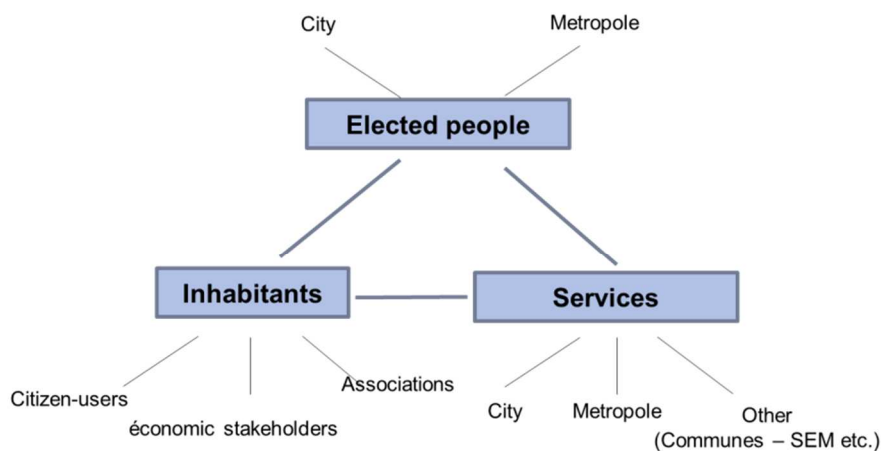 City
Metropole
Elected people
Inhabitants
Services
Citizen-users
économic stakeholders
Associations
City
Metropole
Other
(Communes – SEM etc.)